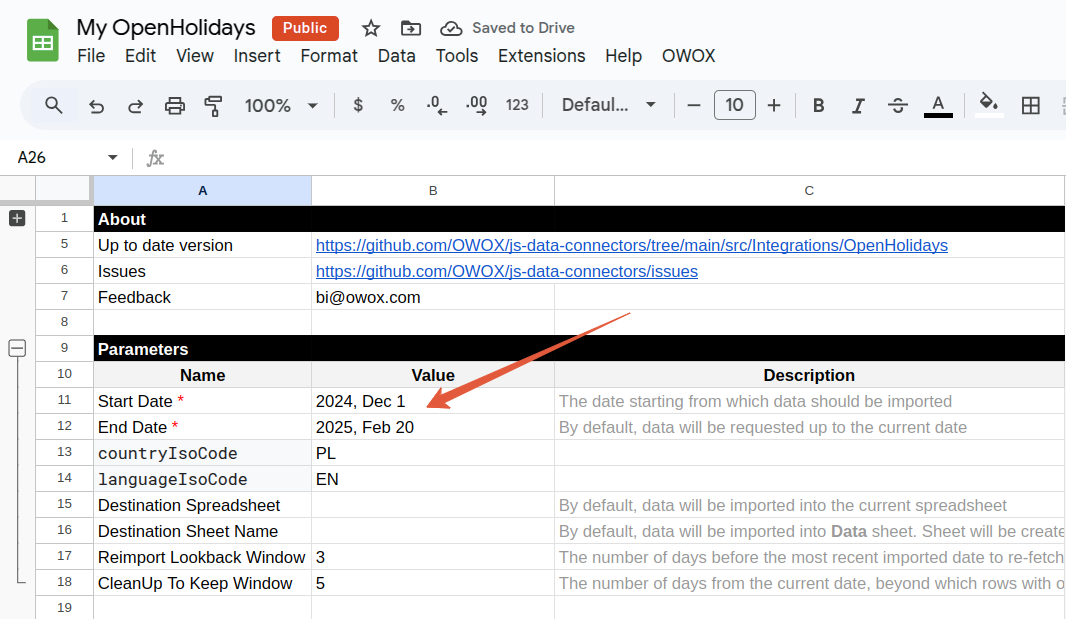 My OpenHolidays Public Saved to Drive
File Edit View Insert Format Data Tools Extensions Help OWOX
100% $ % .0 .00 123 Defaul... 10 B I S A
A26 fx
A B C
1 About
5 Up to date version https://github.com/OWOX/js-data-connectors/tree/main/src/Integrations/OpenHolidays
6 Issues https://github.com/OWOX/js-data-connectors/issues
7 Feedback bi@owox.com
8
9 Parameters
10 Name Value Description
11 Start Date * 2024, Dec 1 The date starting from which data should be imported
12 End Date * 2025, Feb 20 By default, data will be requested up to the current date
13 countryIsoCode PL
14 languageIsoCode EN
15 Destination Spreadsheet By default, data will be imported into the current spreadsheet
16 Destination Sheet Name By default, data will be imported into Data sheet. Sheet will be create
17 Reimport Lookback Window 3 The number of days before the most recent imported date to re-fetch
18 CleanUp To Keep Window 5 The number of days from the current date, beyond which rows with o
19